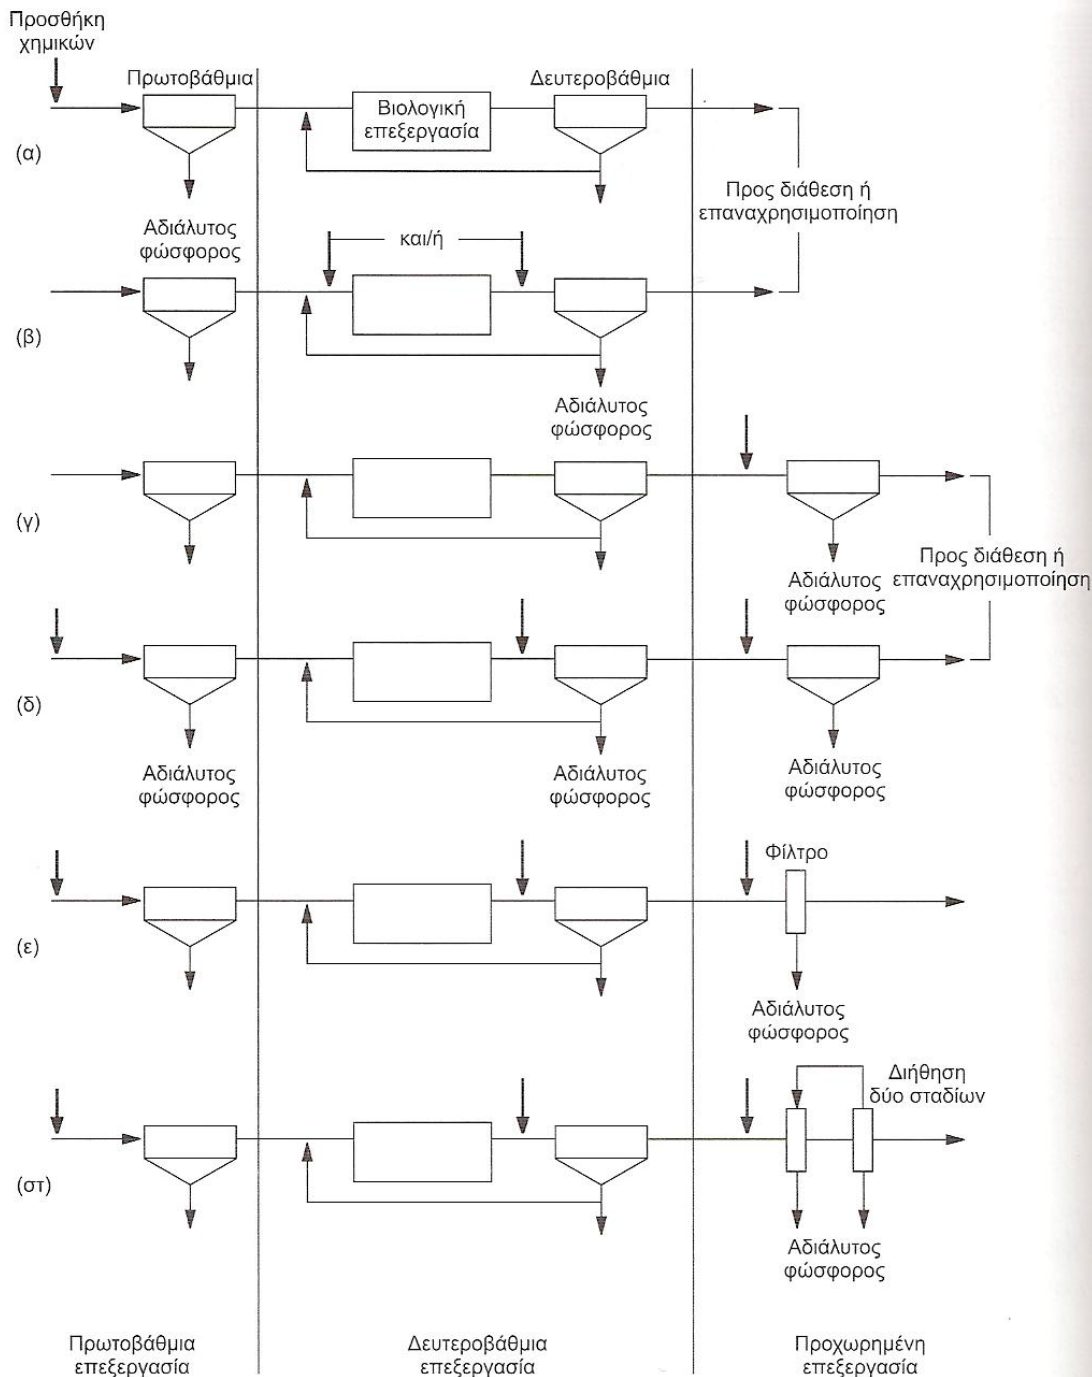 Προσθήκη
χημικών
Πρωτοβάθμια
Δευτεροβάθμια
Βιολογική
επεξεργασία
(α)
Προς διάθεση ή
επαναχρησιμοποίηση
Αδιάλυτος
φώσφορος
και/ή
(β)
Αδιάλυτος
φώσφορος
(γ)
Προς διάθεση ή
επαναχρησιμοποίηση
Αδιάλυτος
φώσφορος
(δ)
Αδιάλυτος
φώσφορος
Αδιάλυτος
φώσφορος
Αδιάλυτος
φώσφορος
Φίλτρο
(ε)
Αδιάλυτος
φώσφορος
Διήθηση
δύο σταδίων
(στ)
Αδιάλυτος
φώσφορος
Πρωτοβάθμια
επεξεργασία
Δευτεροβάθμια
επεξεργασία
Προχωρημένη
επεξεργασία